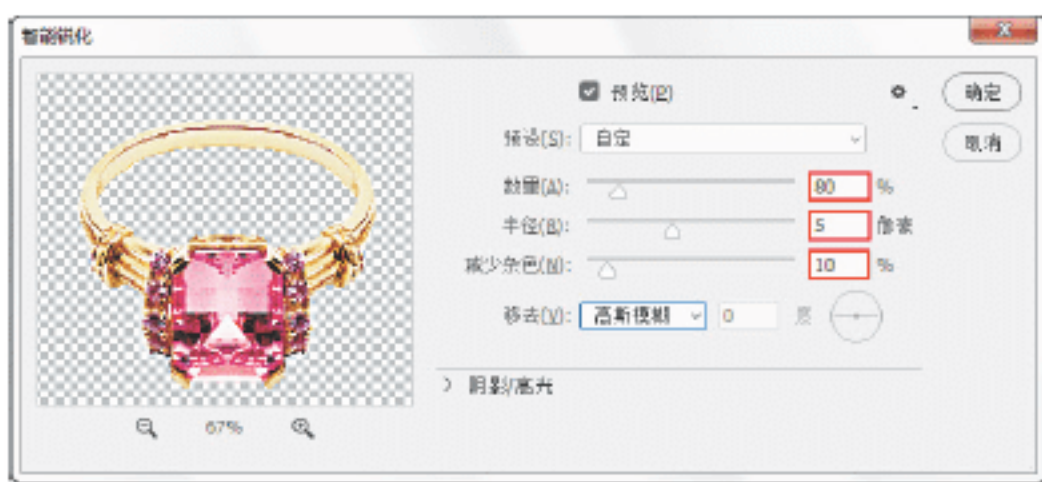 智能锐化
预览(P)
确定
预设(S): 自定
取消
数量(A): 80 %
半径(R): 5 像素
减少杂色(N): 10 %
移去(V): 高斯模糊 0 度
阴影/高光
67%